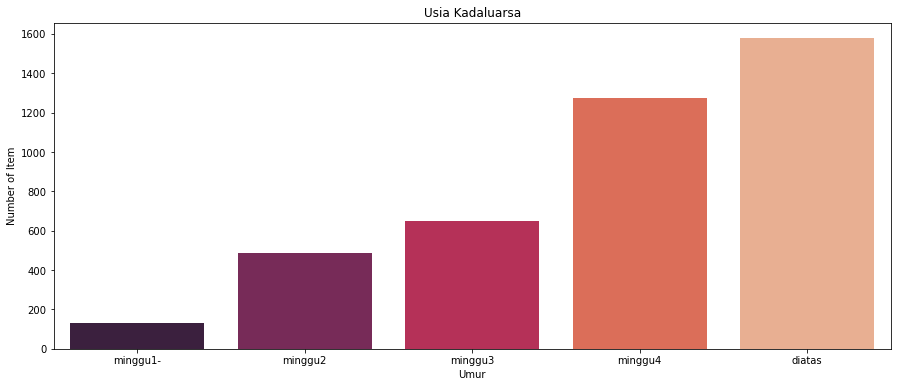 Usia Kadaluarsa
Number of Item
1600
1400
1200
1000
800
600
400
200
0
minggu1-
minggu2
minggu3
minggu4
diatas
Umur